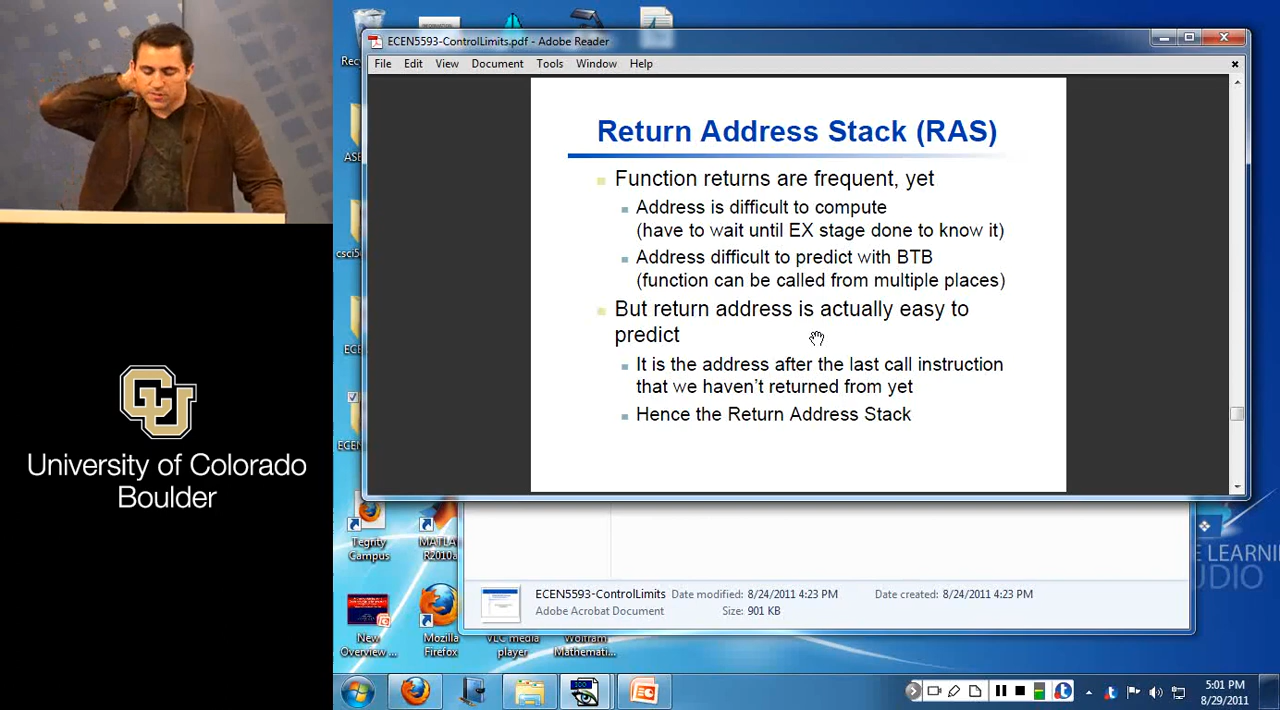 ECEN5593-ControlLimits.pdf - Adobe Reader
File Edit View Document Tools Window Help
Return Address Stack (RAS)
Function returns are frequent, yet
Address is difficult to compute
(have to wait until EX stage done to know it)
Address difficult to predict with BTB
(function can be called from multiple places)
But return address is actually easy to
predict
It is the address after the last call instruction
that we haven't returned from yet
Hence the Return Address Stack
CU
University of Colorado
Boulder
Tegrity
Campus
MATLA
R2010a
ECEN5593-ControlLimits Date modified: 8/24/2011 4:23 PM Date created: 8/24/2011 4:23 PM
Adobe Acrobat Document Size: 901 KB
New
Overview ...
Mozilla
Firefox
VLC media
player
Wolfram
Mathemati...
5:01 PM
8/29/2011